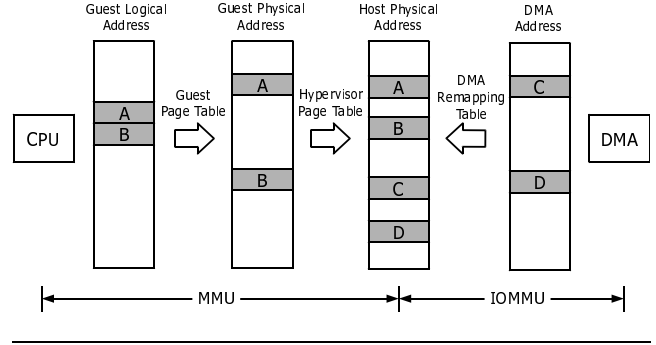 Guest Logical
Address
Guest Physical
Address
Host Physical
Address
DMA
Address
CPU
A
B
Guest
Page Table
A
B
Hypervisor
Page Table
A
B
C
D
DMA
Remapping
Table
C
D
DMA
MMU
IOMMU